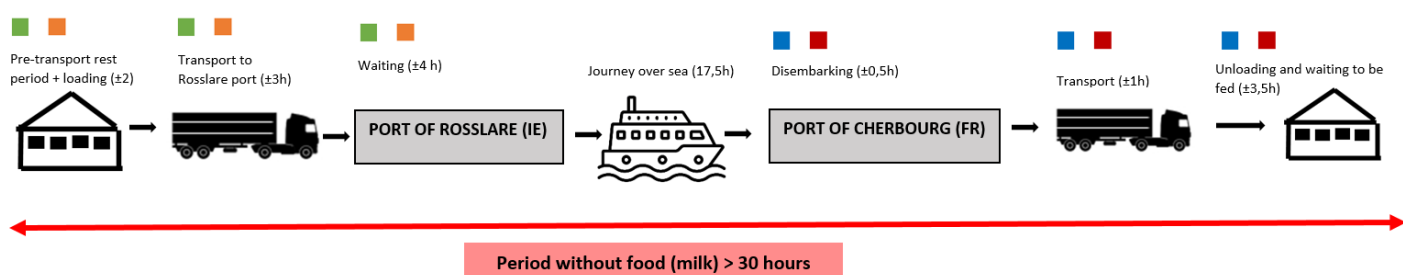 Pre-transport rest
period + loading (±2)
Transport to
Rosslare port (±3h)
Waiting (±4 h)
Journey over sea (17,5h)
Disembarking (±0,5h)
Transport (±1h)
Unloading and waiting to be
fed (±3,5h)
PORT OF ROSSLARE (IE)
PORT OF CHERBOURG (FR)
Period without food (milk) > 30 hours